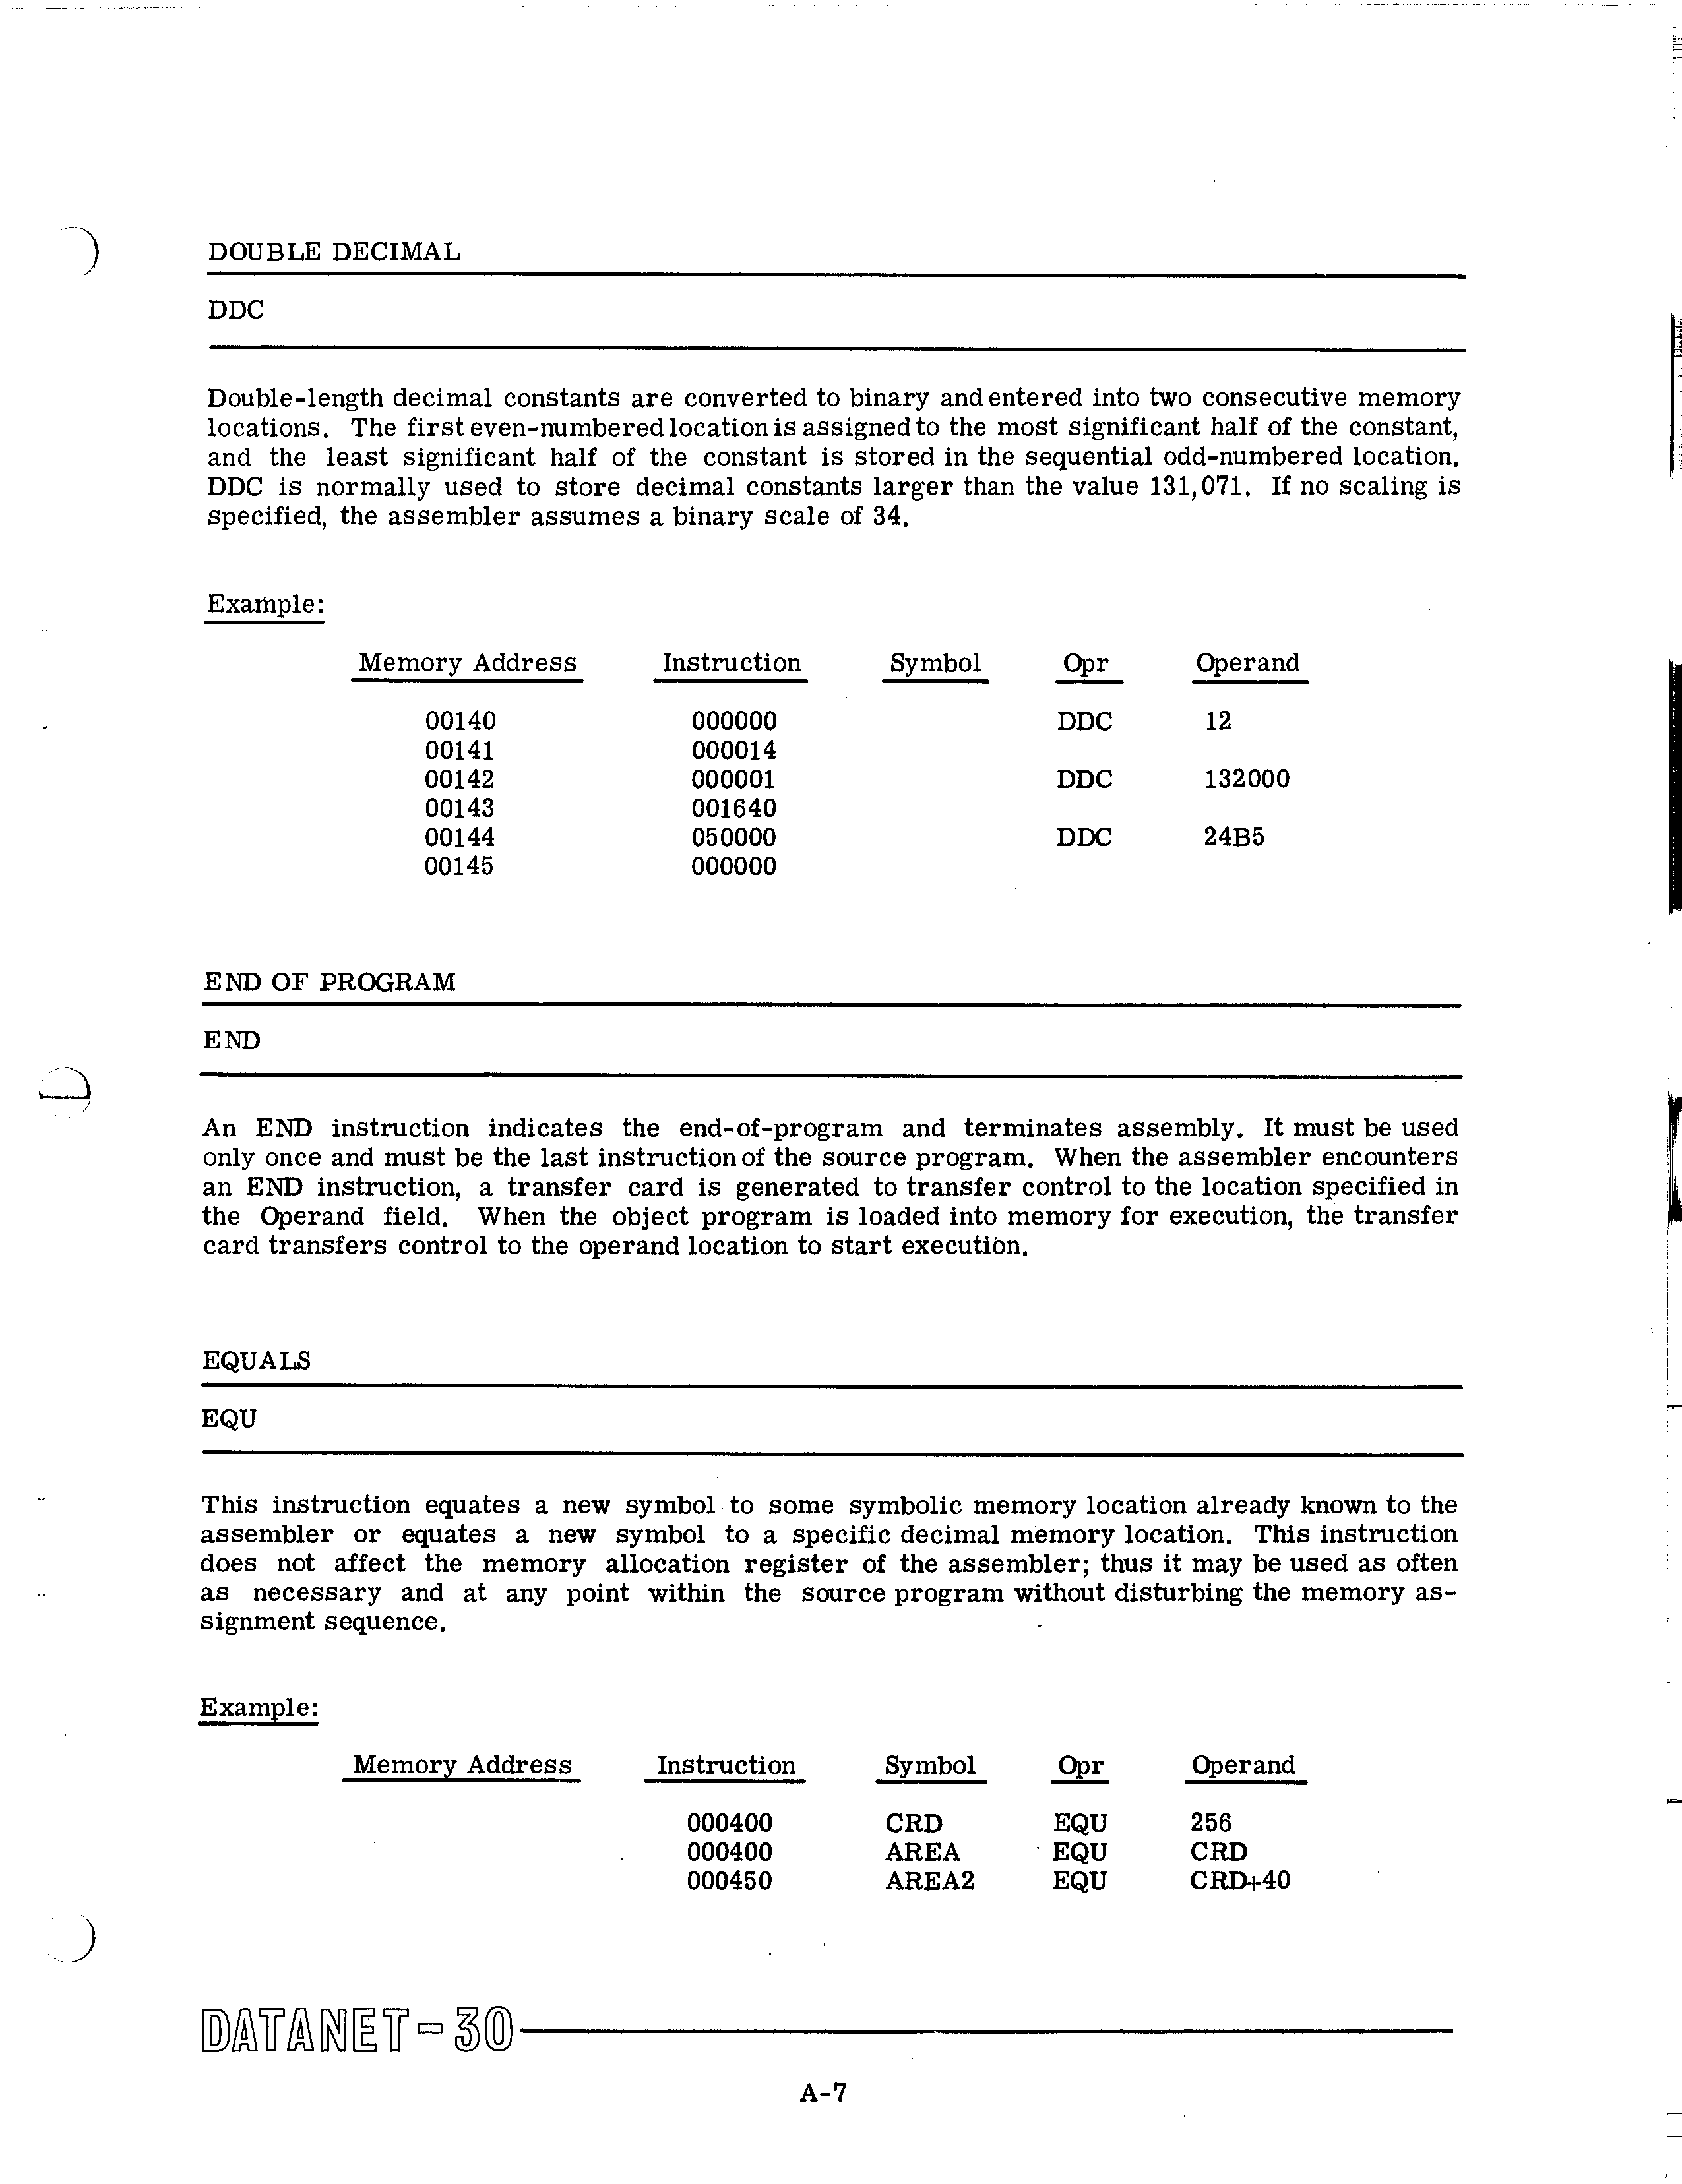 DOUBLE DECIMAL
DDC
Double-length decimal constants are converted to binary and entered into two consecutive memory
locations. The first even-numbered location is assigned to the most significant half of the constant,
and the least significant half of the constant is stored in the sequential odd-numbered location.
DDC is normally used to store decimal constants larger than the value 131,071. If no scaling is
specified, the assembler assumes a binary scale of 34.
Example:
Memory Address Instruction Symbol Opr Operand
00140 000000 DDC 12
00141 000014
00142 000001 DDC 132000
00143 001640
00144 050000 DDC 24B5
00145 000000
END OF PROGRAM
END
An END instruction indicates the end-of-program and terminates assembly. It must be used
only once and must be the last instruction of the source program. When the assembler encounters
an END instruction, a transfer card is generated to transfer control to the location specified in
the Operand field. When the object program is loaded into memory for execution, the transfer
card transfers control to the operand location to start execution.
EQUALS
EQU
This instruction equates a new symbol to some symbolic memory location already known to the
assembler or equates a new symbol to a specific decimal memory location. This instruction
does not affect the memory allocation register of the assembler; thus it may be used as often
as necessary and at any point within the source program without disturbing the memory as-
signment sequence.
Example:
Memory Address Instruction Symbol Opr Operand
000400 CRD EQU 256
000400 AREA EQU CRD
000450 AREA2 EQU CRD+40
DATANET-30
A-7